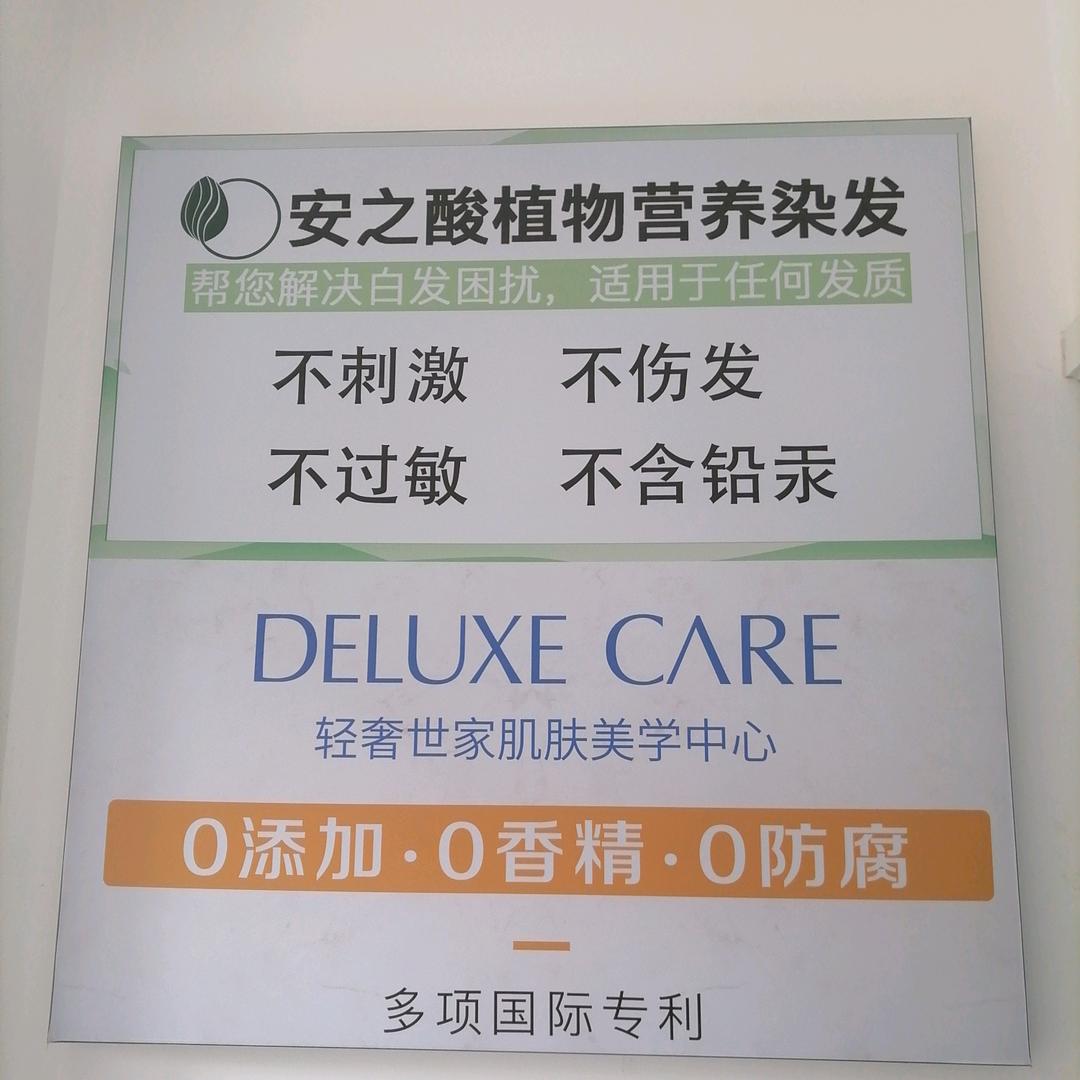 安之酸植物营养染发
帮您解决白发困扰，适用于任何发质
不刺激 不伤发
不过敏 不含铅汞
DELUXE CARE
轻奢世家肌肤美学中心
0添加·0香精·0防腐
多项国际专利